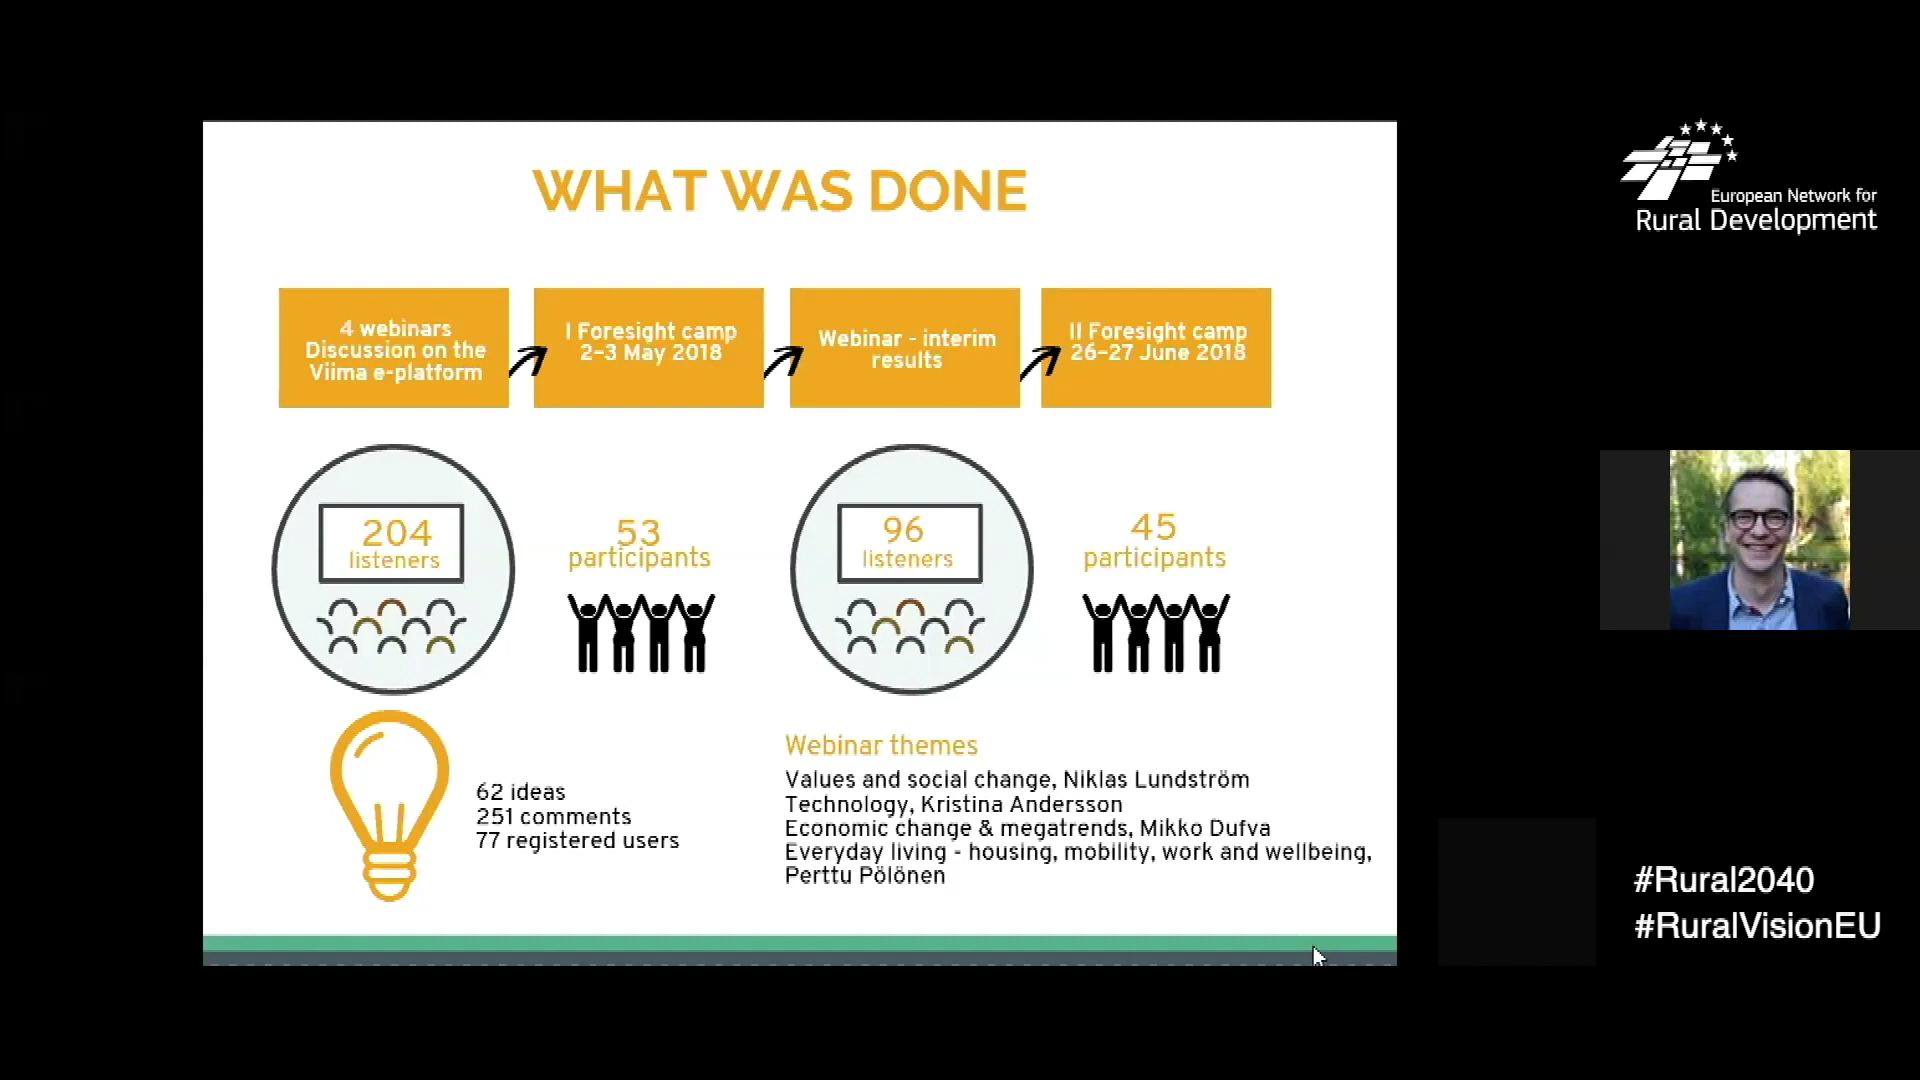 WHAT WAS DONE
4 webinars
Discussion on the
Viima e-platform
I Foresight camp
2-3 May 2018
Webinar - interim
results
II Foresight camp
26-27 June 2018
204
listeners
53
participants
96
listeners
45
participants
62 ideas
251 comments
77 registered users
Webinar themes
Values and social change, Niklas Lundström
Technology, Kristina Andersson
Economic change & megatrends, Mikko Dufva
Everyday living - housing, mobility, work and wellbeing,
Perttu Pölönen
European Network for
Rural Development
#Rural2040
#RuralVisionEU